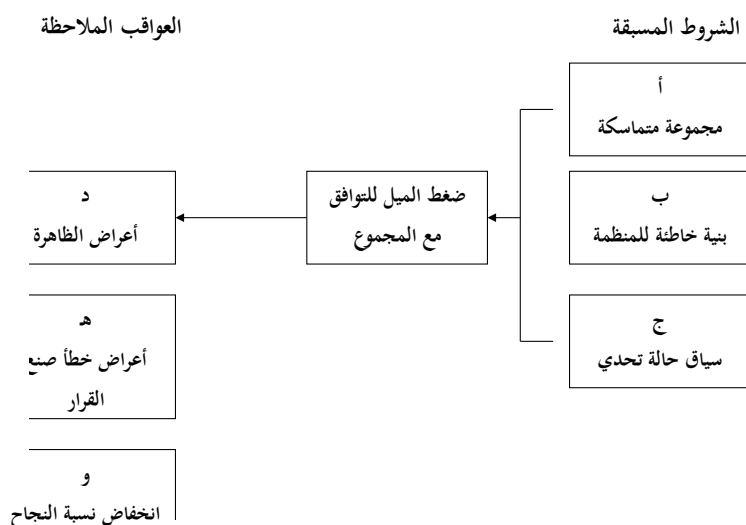 الشروط المسبقة
العواقب الملاحظة
أ
مجموعة متماسكة
ب
بنية خاطئة للمنظمة
ج
سياق حالة تحدي
ضغط الميل للتوافق
مع المجموع
د
أعراض الظاهرة
هـ
أعراض خطأ صنع
القرار
و
انخفاض نسبة النجاح